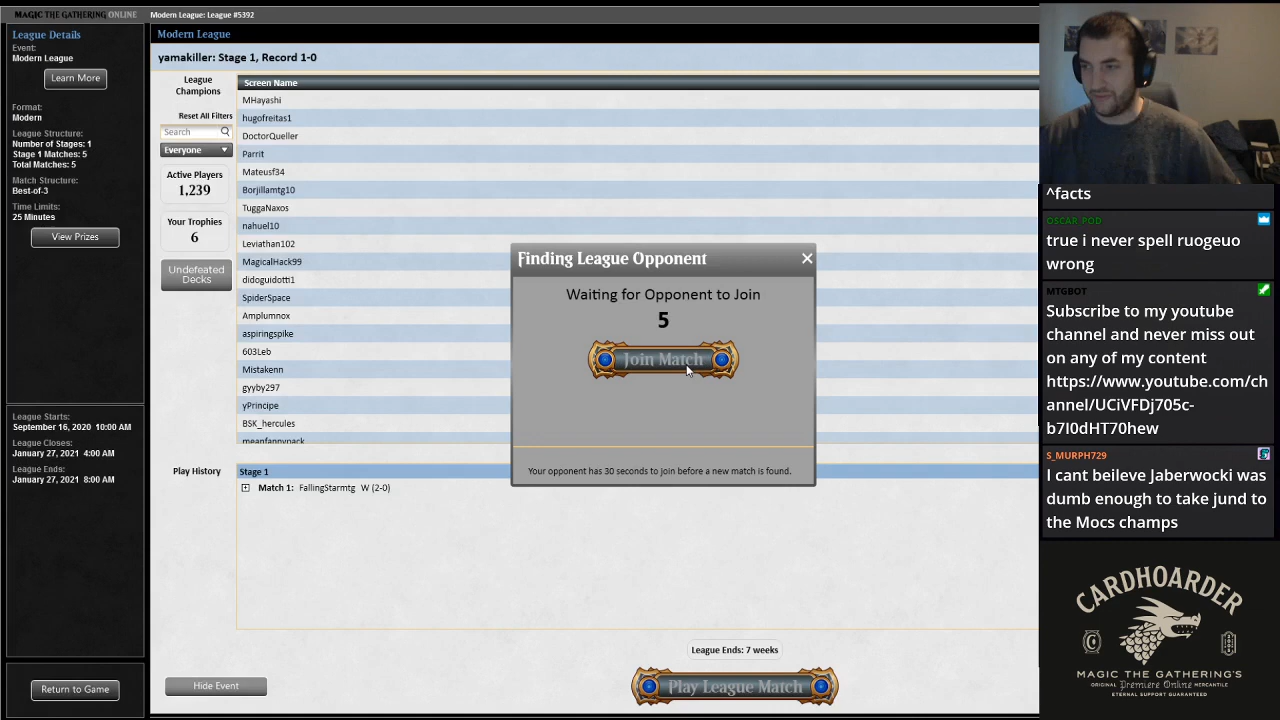 MAGIC THE GATHERING ONLINE
Modern League: League #5392
League Details
Event:
Modern League
Learn More
Format:
Modern
League Structure:
Number of Stages: 1
Stage 1 Matches: 5
Total Matches: 5
Match Structure:
Best-of-3
Time Limits:
25 Minutes
View Prizes
League Starts:
September 16, 2020 10:00 AM
League Closes:
January 27, 2021 4:00 AM
League Ends:
January 27, 2021 8:00 AM
Return to Game
Modern League
yamakiller: Stage 1, Record 1-0
League
Champions
Reset All Filters
Search
Everyone
Active Players
1,239
Your Trophies
6
Undefeated
Decks
Screen Name
MHayashi
hugofreitas1
DoctorQueller
Parrit
Mateusf34
Borjillamtg10
TuggaNaxos
nahuel10
Leviathan102
MagicalHack99
didoguidotti1
SpiderSpace
Amplumnox
aspiringspike
603Leb
Mistakenn
gyyby297
yPrincipe
BSK_hercules
meanfannypack
Play History
Stage 1
Match 1: FallingStarmtg W (2-0)
Finding League Opponent
Waiting for Opponent to Join
5
Join Match
Your opponent has 30 seconds to join before a new match is found.
League Ends: 7 weeks
Hide Event
Play League Match
^facts
OSCAR_POD
true i never spell ruogeuo
wrong
MTGBOT
Subscribe to my youtube
channel and never miss out
on any of my content
https://www.youtube.com/ch
annel/UCiVFDj705c-
b7I0dHT70hew
S_MURPH729
I cant beileve Jaberwocki was
dumb enough to take jund to
the Mocs champs
CARDHOARDER
MAGIC THE GATHERING'S
ORIGINAL Premiere Online MERCANTILE
ETERNAL SUPPORT GUARANTEED